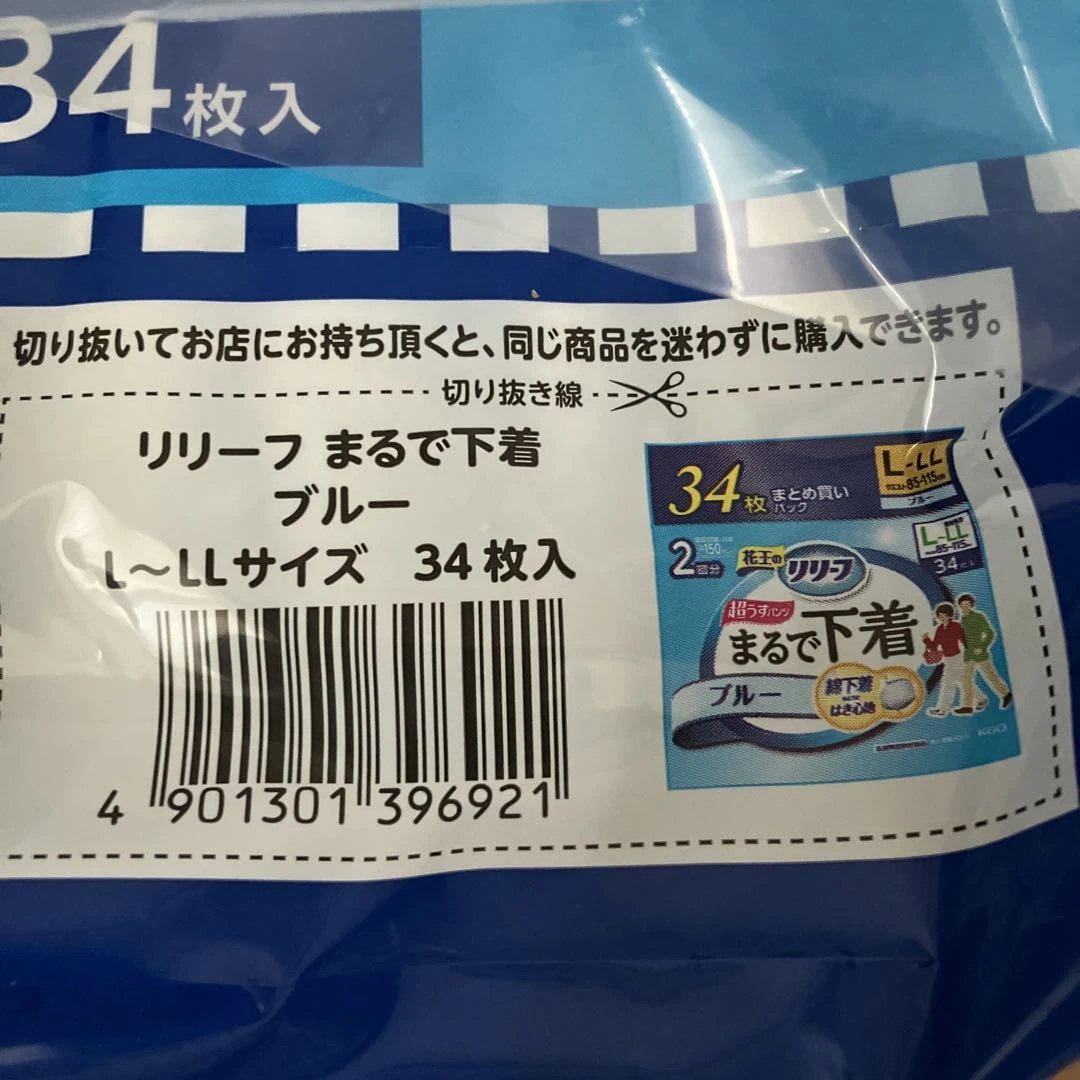 34枚入
切り抜いてお店にお持ち頂くと、同じ商品を迷わずに購入できます。
切り抜き線
リリーフ まるで下着
ブルー
L〜LLサイズ 34枚入
4 901301 396921
34枚 まとめ買いパック
L-LL
ウエスト85-115cm
ブルー
L-LL
85-115cm
34
2回分
150
花王の
リリーフ
超うすパンツ
まるで下着
ブルー
綿下着
はき心地
Kao